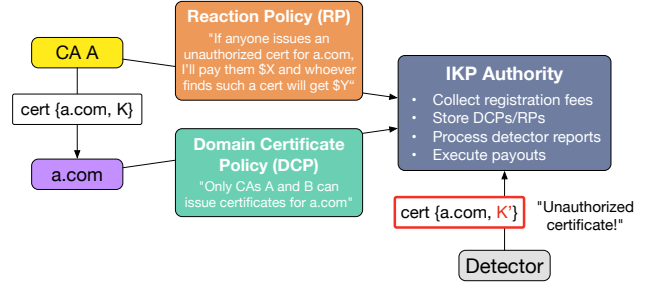 Reaction Policy (RP)
"If anyone issues an
unauthorized cert for a.com,
I'll pay them $X and whoever
finds such a cert will get $Y“
CA A
cert {a.com, K}
a.com
Domain Certificate
Policy (DCP)
"Only CAs A and B can
issue certificates for a.com"
IKP Authority
• Collect registration fees
• Store DCPs/RPs
• Process detector reports
• Execute payouts
cert {a.com, K’}
"Unauthorized
certificate!"
Detector